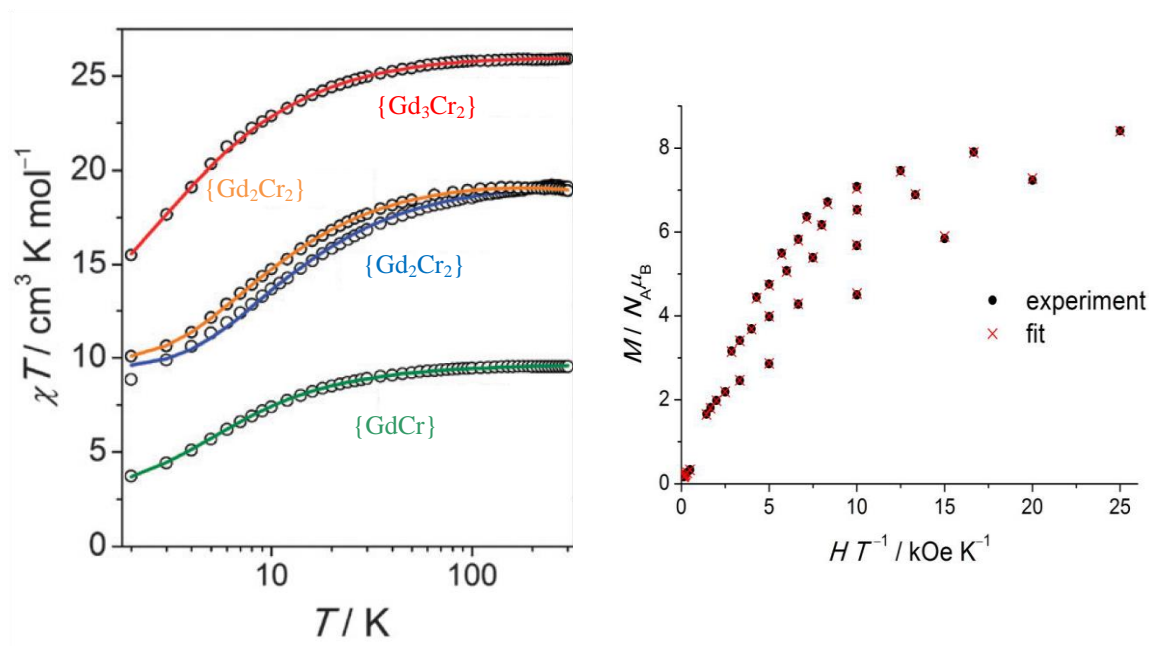 25
20
15
10
5
0
χT / cm³ K mol⁻¹
{Gd₃Cr₂}
{Gd₂Cr₂}
{Gd₂Cr₂}
{GdCr}
10
100
T / K
8
6
4
2
0
M / N_Aμ_B
experiment
fit
0
5
10
15
20
25
H T⁻¹ / kOe K⁻¹